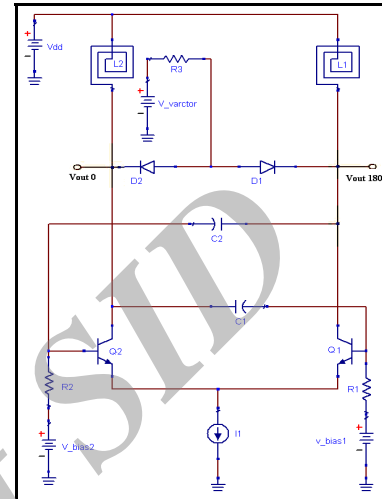 Vdd
L2
R3
V_varctor
L1
Vout 0
D2
D1
Vout 180
C2
C1
Q2
Q1
R2
R1
I1
V_bias2
v_bias1
SID